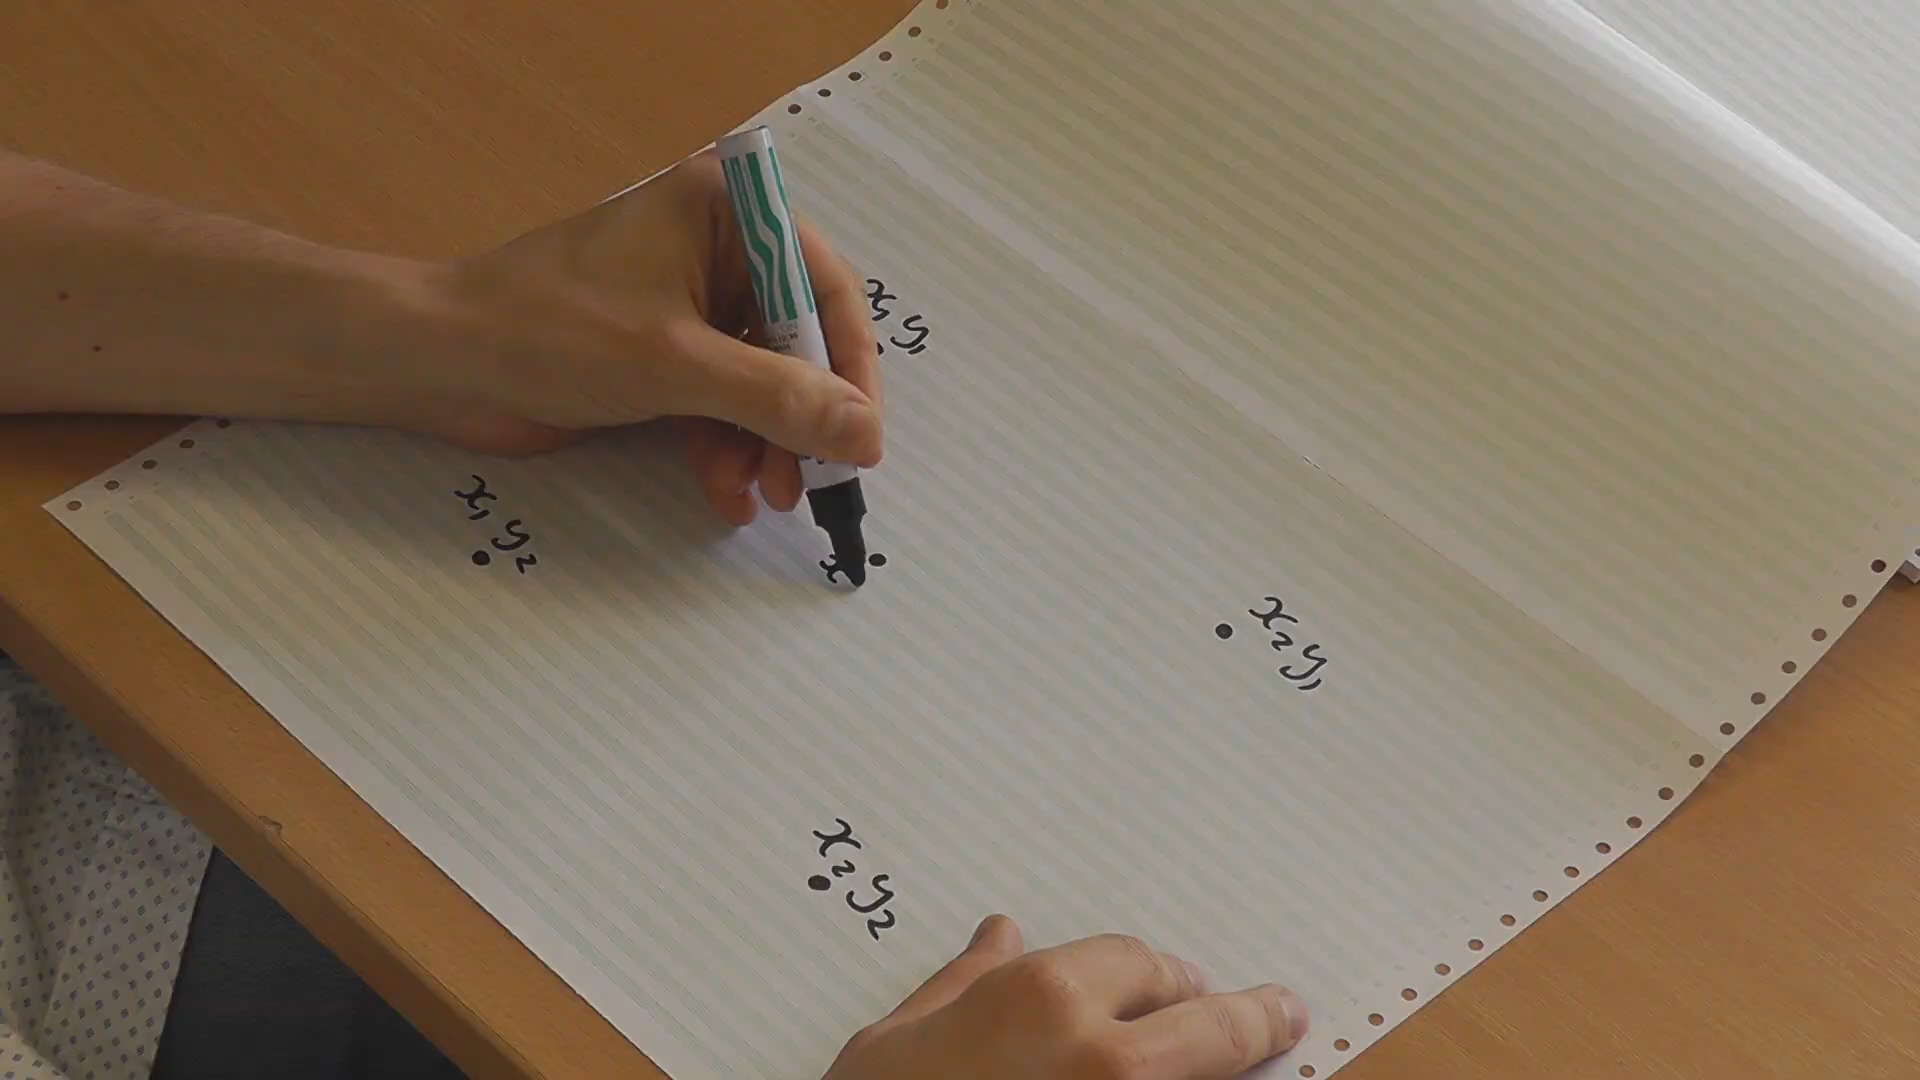 x₁ y₁
x₂ y₁
x₁ y₂
x
x₂ y₂